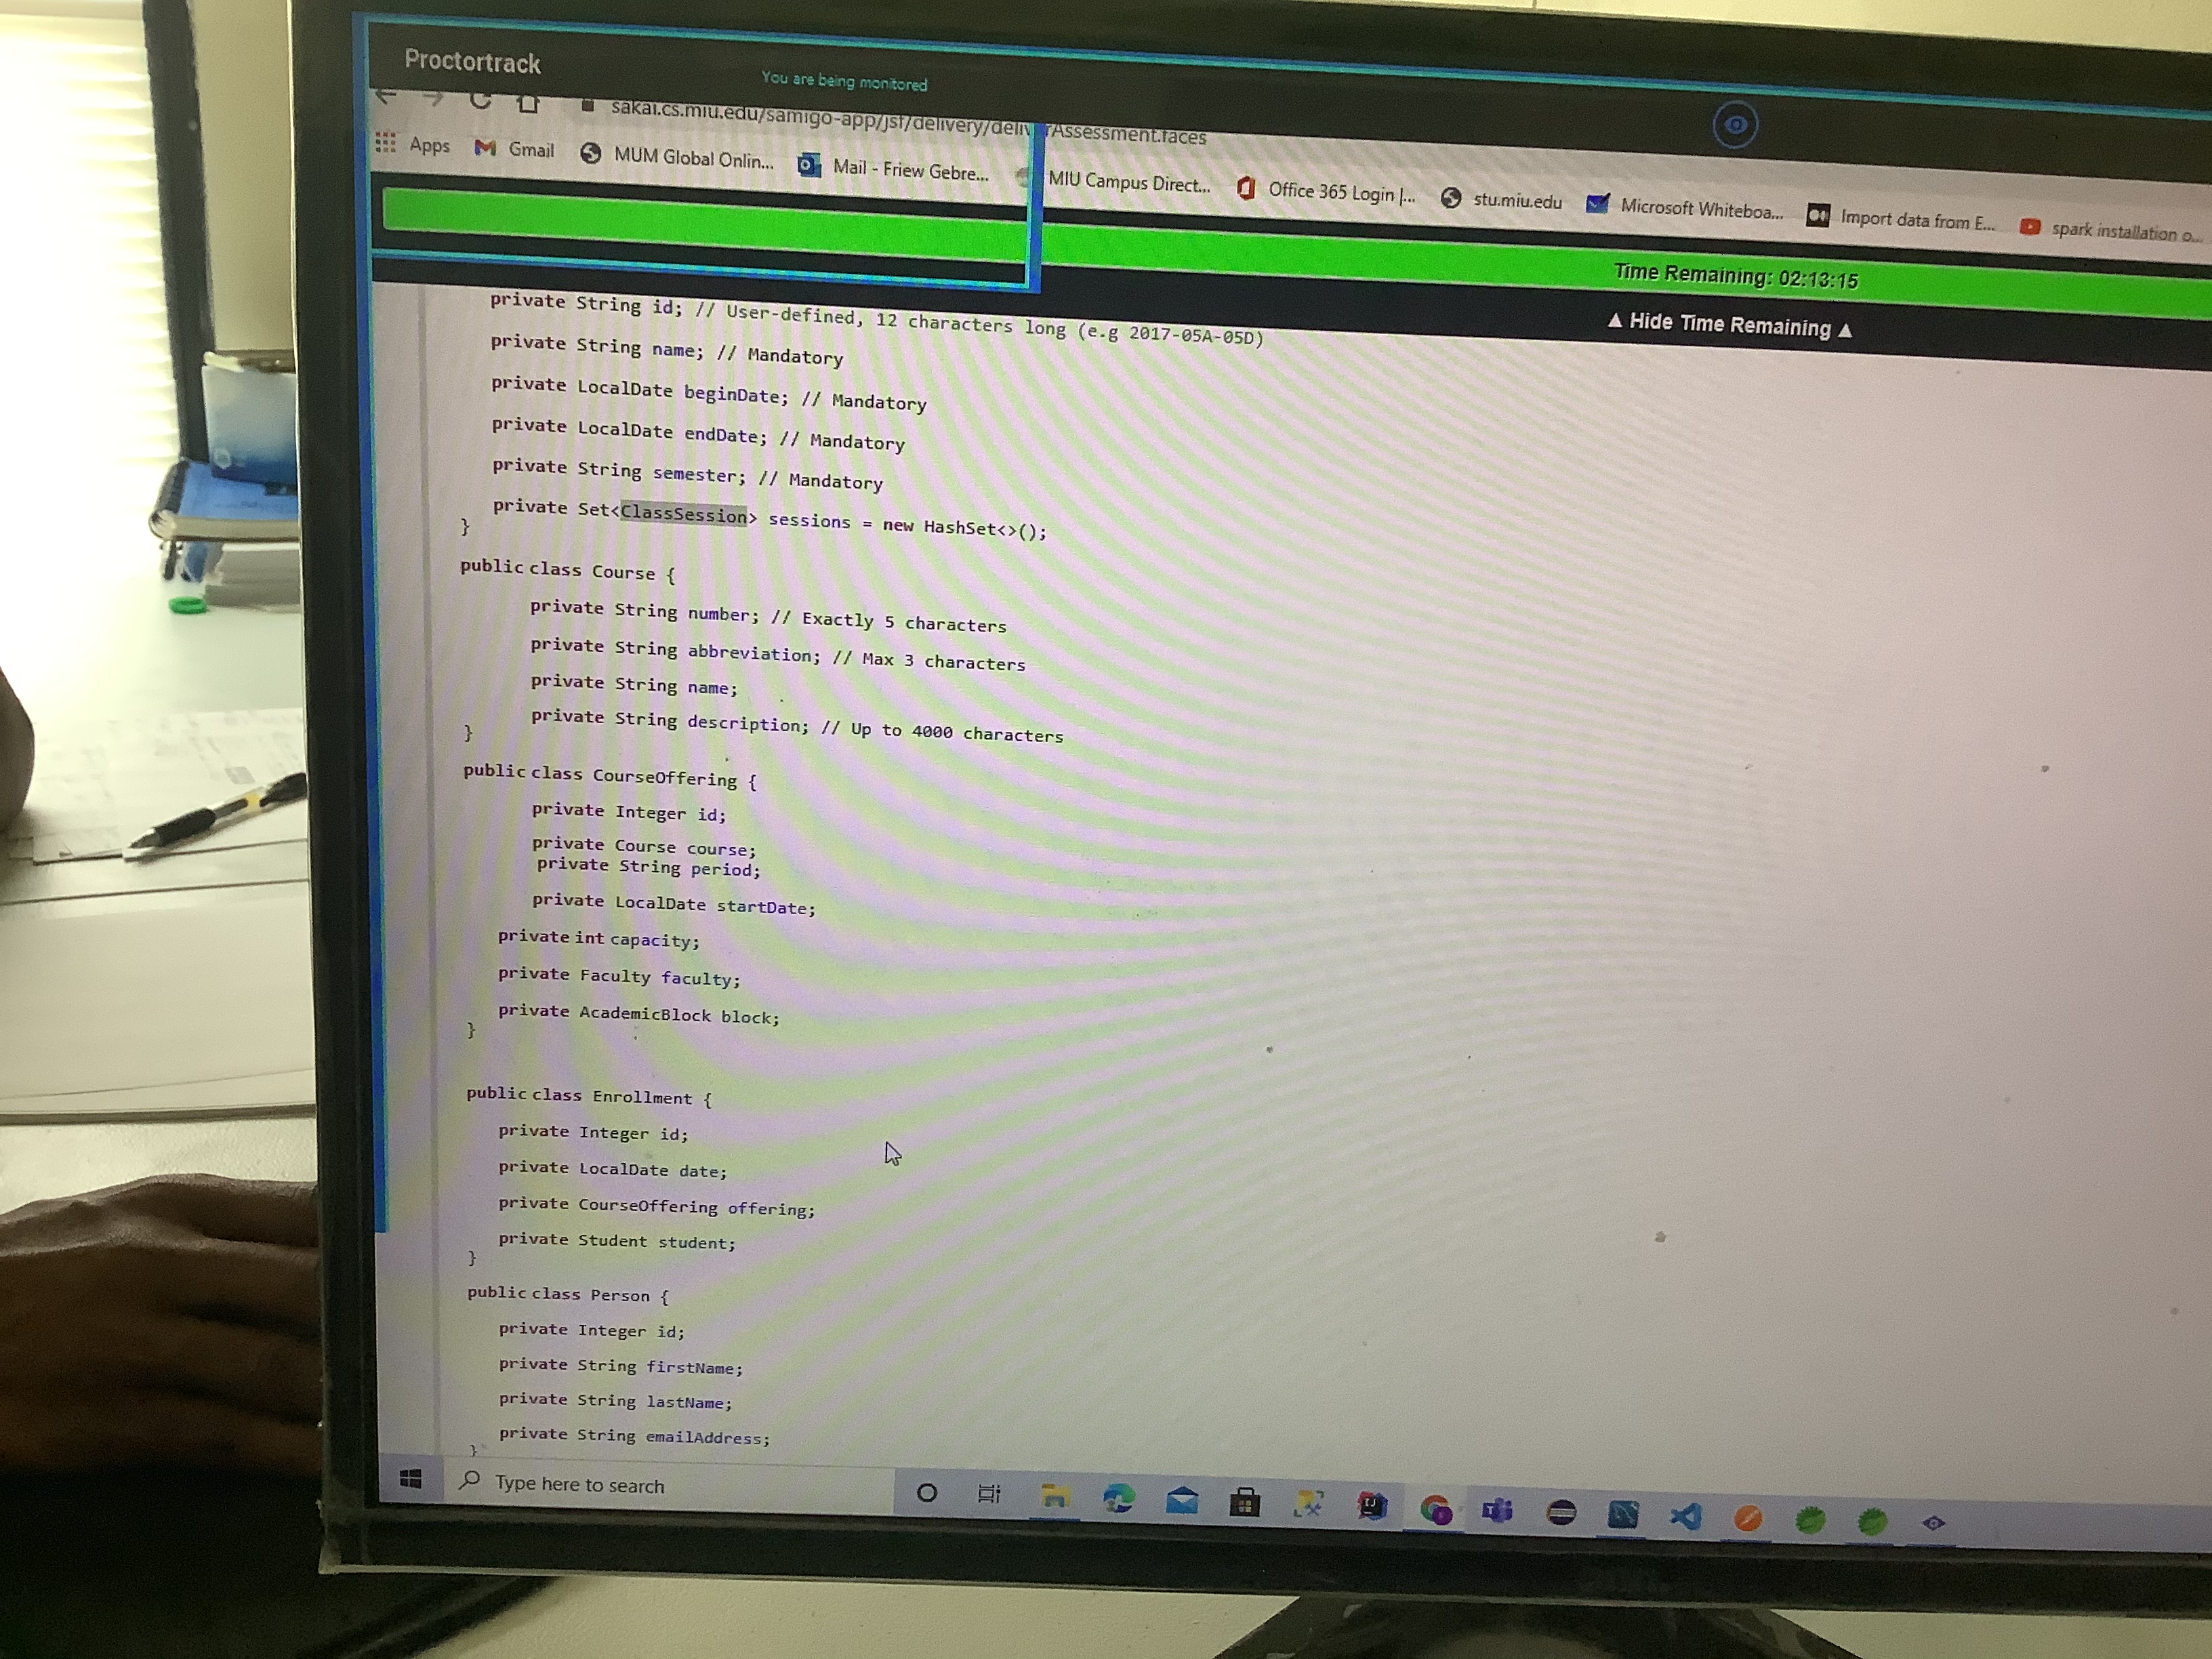 Proctortrack
You are being monitored
sakai.cs.miu.edu/samigo-app/jsf/delivery/deliv rAssessment.faces
Apps Gmail MUM Global Onlin... Mail - Friew Gebre... MIU Campus Direct... Office 365 Login |... stu.miu.edu Microsoft Whiteboa... Import data from E... spark installation o...
Time Remaining: 02:13:15
▲ Hide Time Remaining ▲
private String id; // User-defined, 12 characters long (e.g 2017-05A-05D)
private String name; // Mandatory
private LocalDate beginDate; // Mandatory
private LocalDate endDate; // Mandatory
private String semester; // Mandatory
private Set<ClassSession> sessions = new HashSet<>();
}
public class Course {
private String number; // Exactly 5 characters
private String abbreviation; // Max 3 characters
private String name;
private String description; // Up to 4000 characters
}
public class CourseOffering {
private Integer id;
private Course course;
private String period;
private LocalDate startDate;
private int capacity;
private Faculty faculty;
private AcademicBlock block;
}
public class Enrollment {
private Integer id;
private LocalDate date;
private CourseOffering offering;
private Student student;
}
public class Person {
private Integer id;
private String firstName;
private String lastName;
private String emailAddress;
}
Type here to search